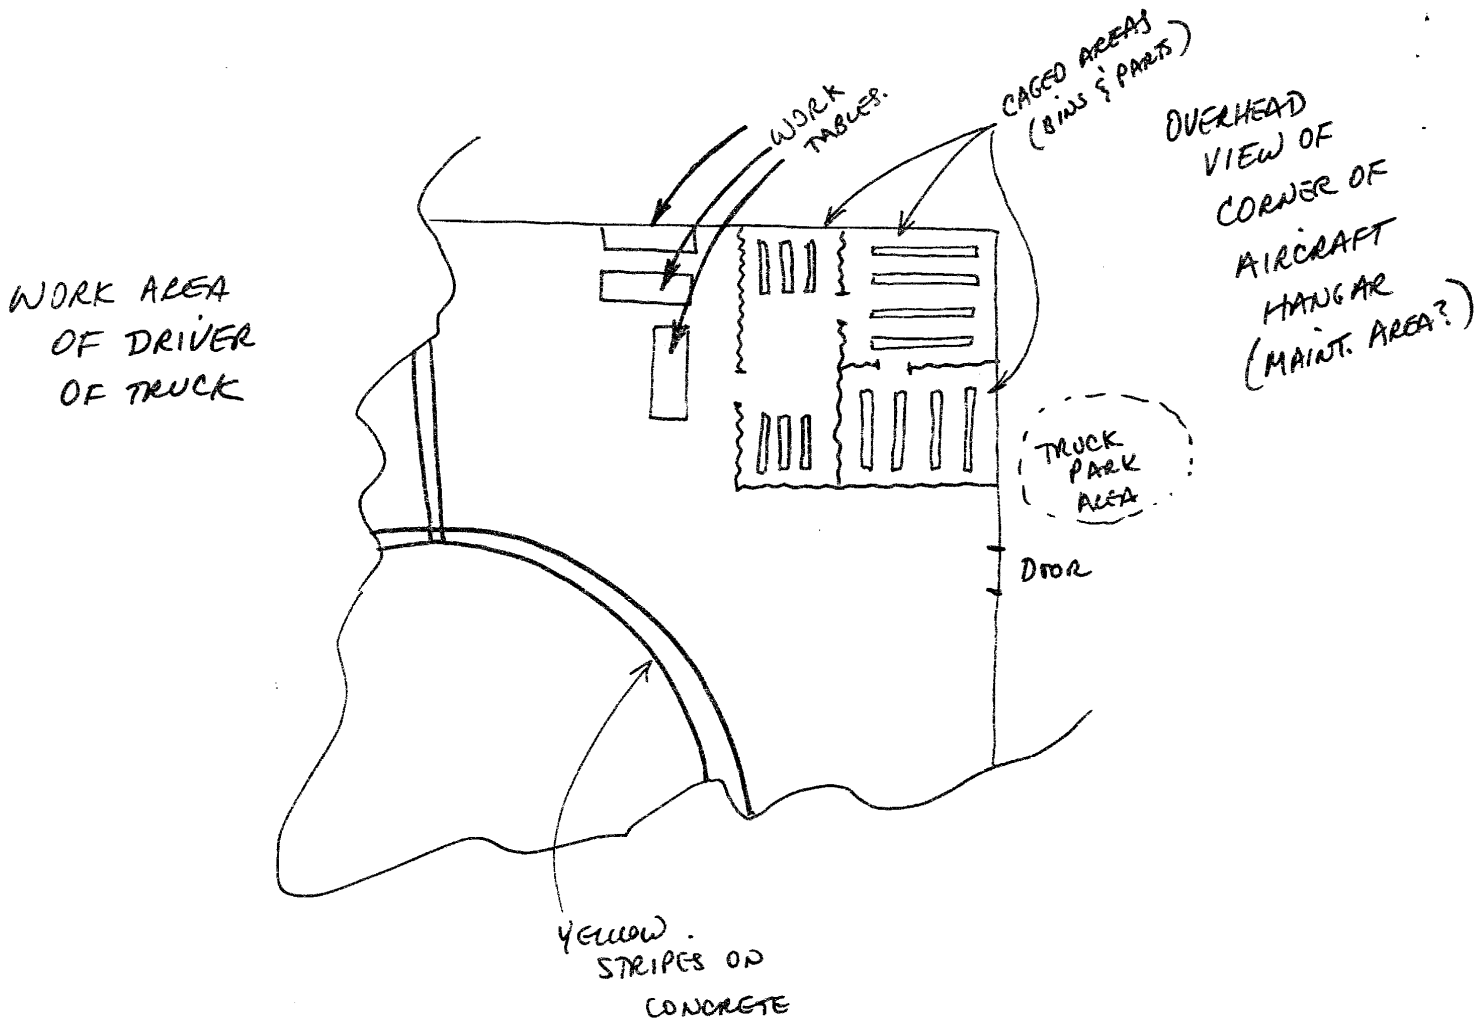 WORK
TABLES.
CAGED AREAS
(BINS & PARTS)
OVERHEAD
VIEW OF
CORNER OF
AIRCRAFT
HANGAR
(MAINT. AREA?)
WORK AREA
OF DRIVER
OF TRUCK
TRUCK
PARK
AREA
DOOR
YELLOW
STRIPES ON
CONCRETE